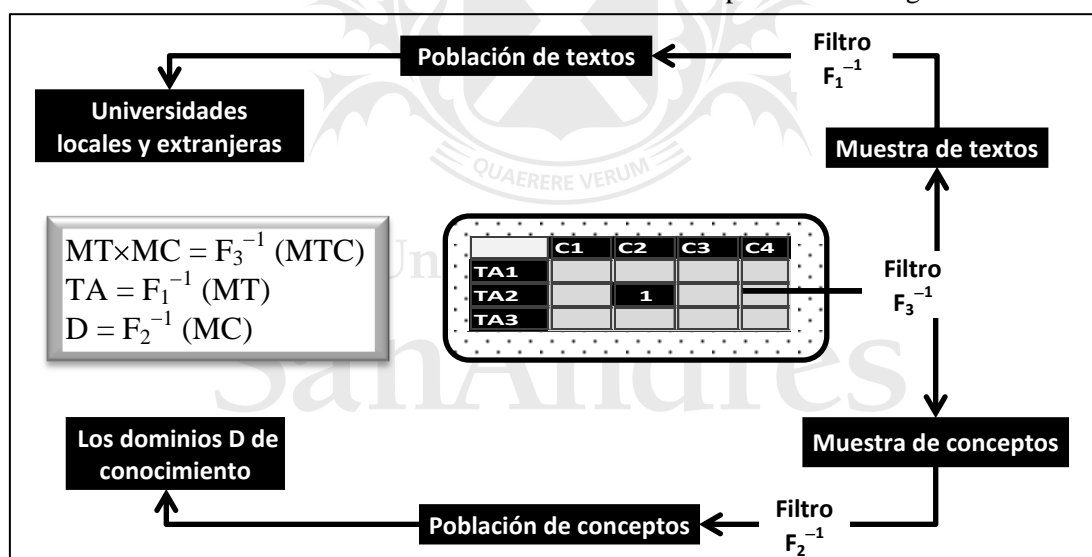 Población de textos
Filtro
F₁⁻¹
Universidades
locales y extranjeras
Muestra de textos
QUAERERE VERUM
MT×MC = F₃⁻¹ (MTC)
TA = F₁⁻¹ (MT)
D = F₂⁻¹ (MC)
C1 C2 C3 C4
TA1
TA2 1
TA3
Filtro
F₃⁻¹
SanAndrés
Los dominios D de
conocimiento
Muestra de conceptos
Población de conceptos
Filtro
F₂⁻¹